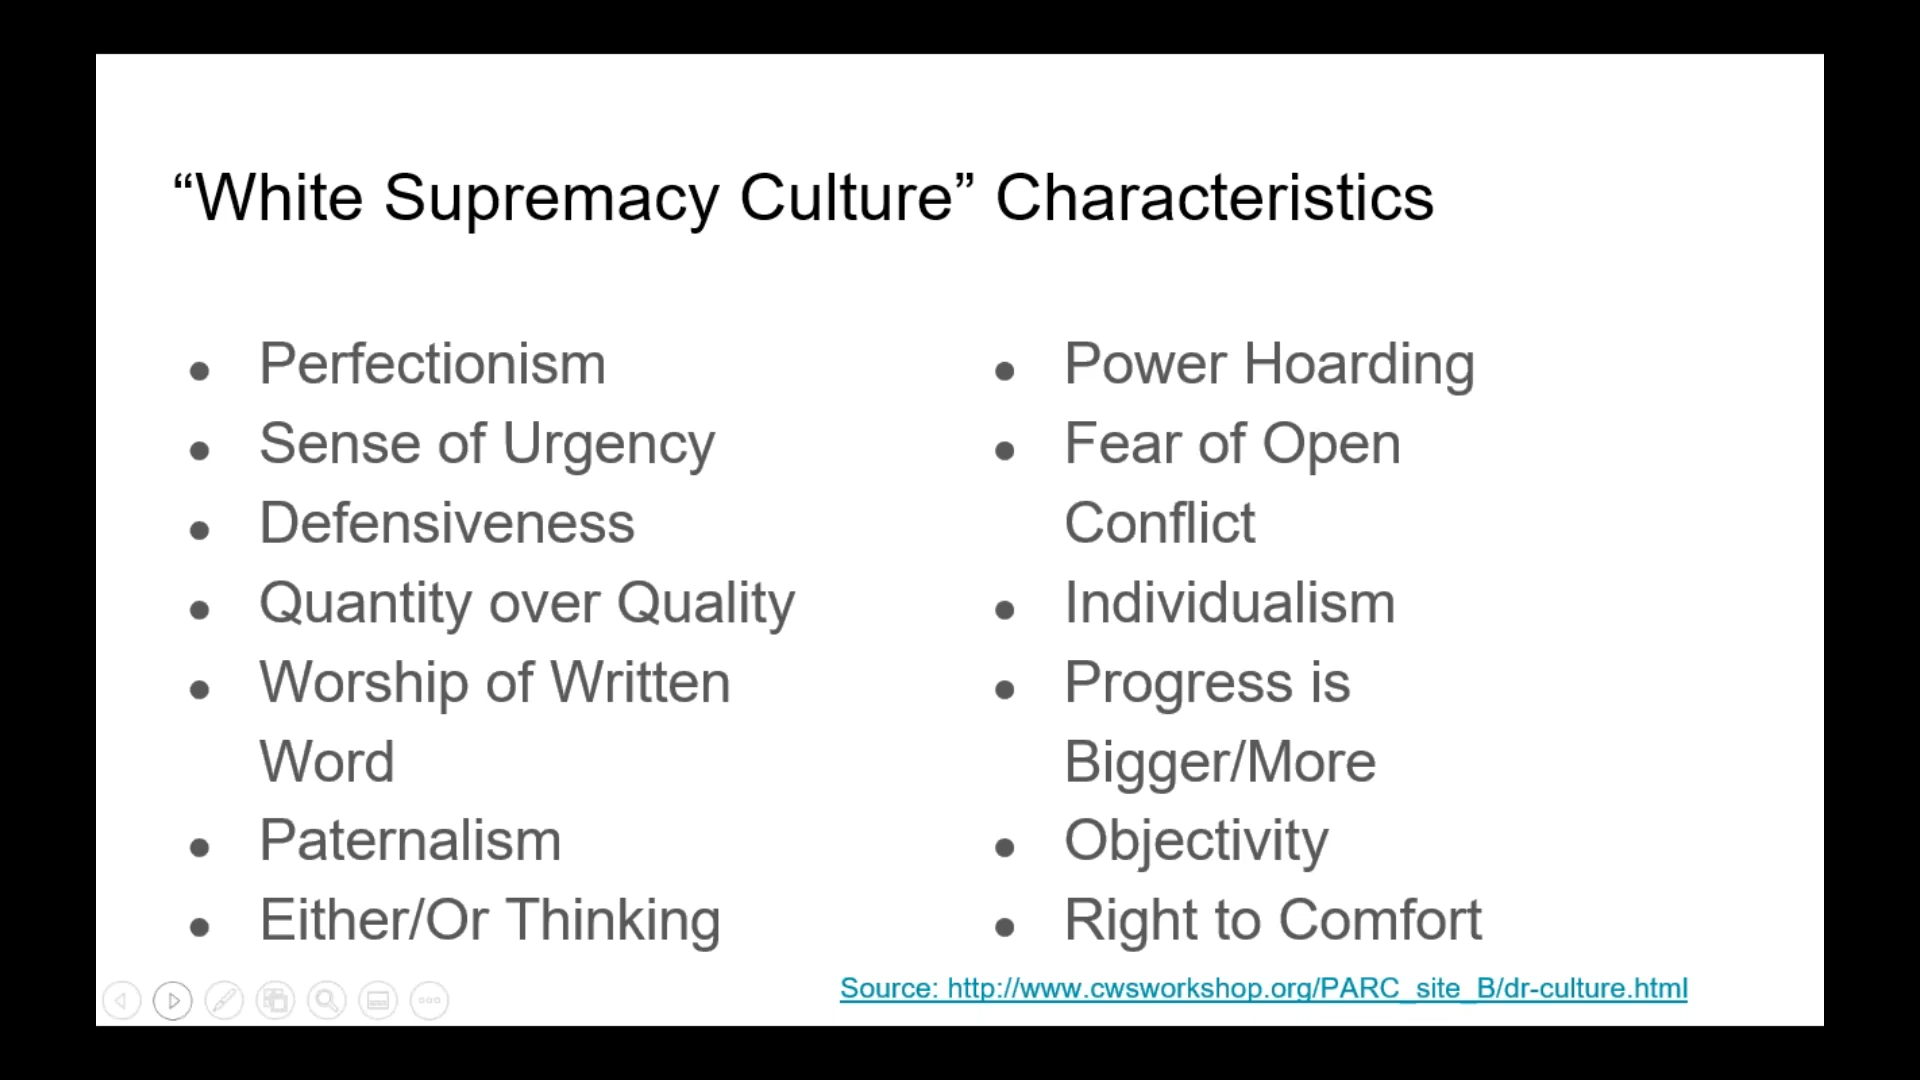 “White Supremacy Culture” Characteristics
● Perfectionism
● Sense of Urgency
● Defensiveness
● Quantity over Quality
● Worship of Written
Word
● Paternalism
● Either/Or Thinking
● Power Hoarding
● Fear of Open
Conflict
● Individualism
● Progress is
Bigger/More
● Objectivity
● Right to Comfort
Source: http://www.cwsworkshop.org/PARC_site_B/dr-culture.html